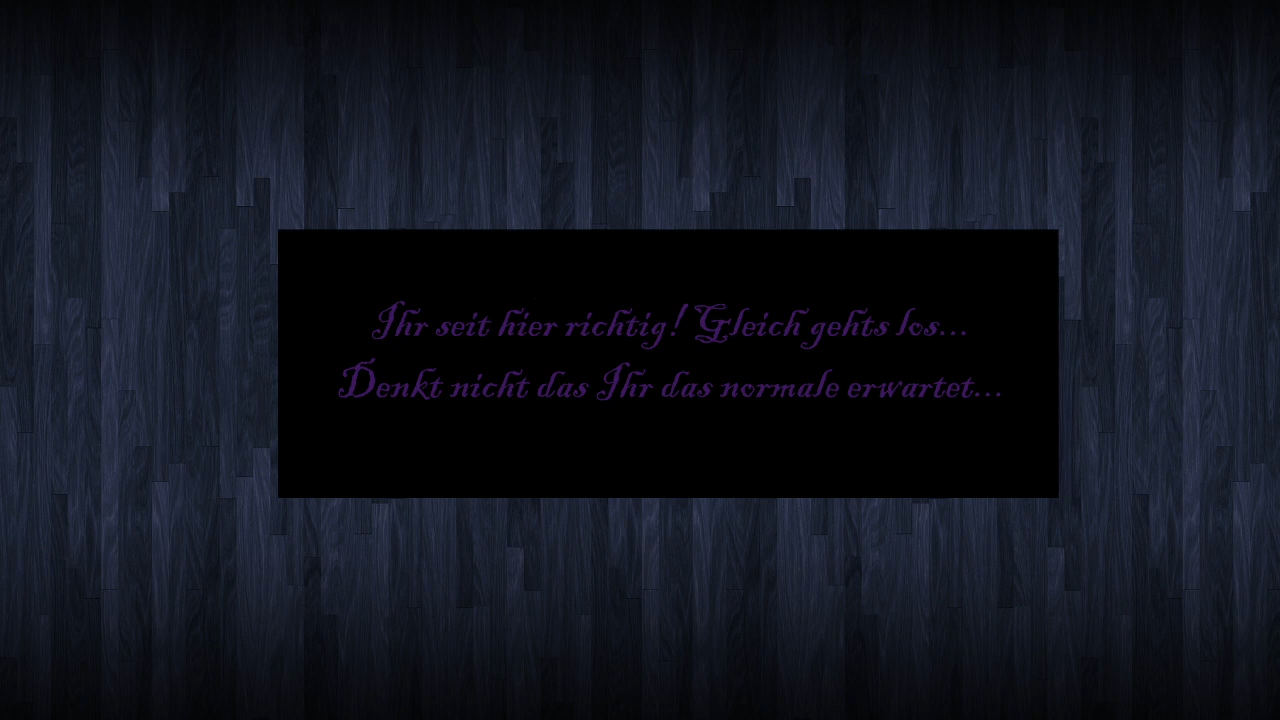 Ihr seit hier richtig! Gleich gehts los...
Denkt nicht das Ihr das normale erwartet...